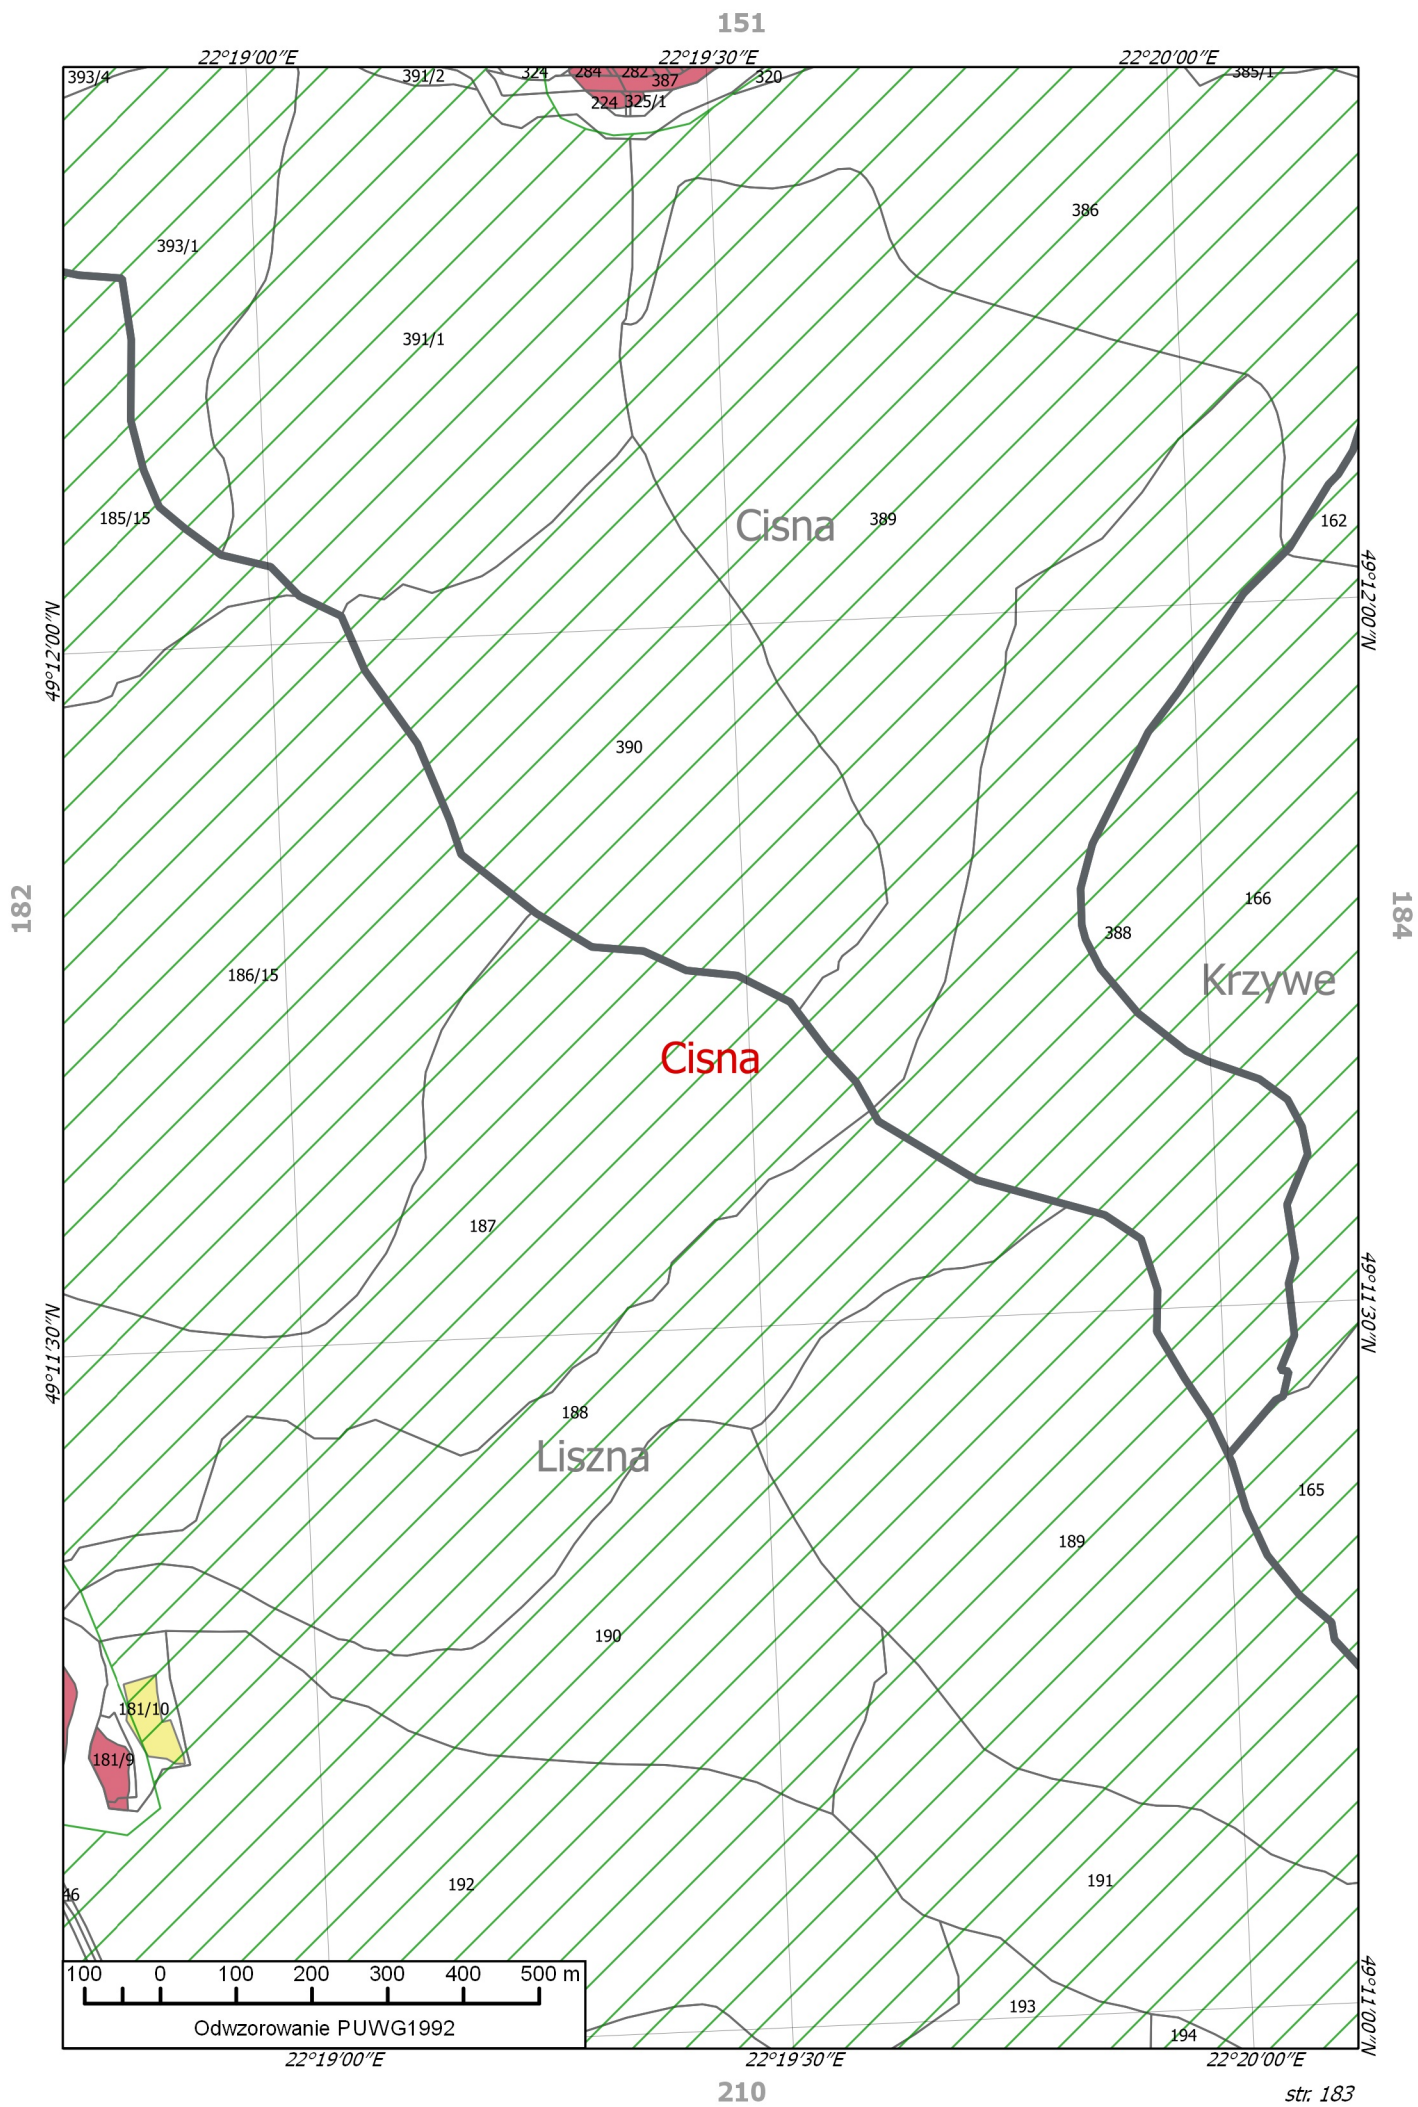 151
22°19'00"E
22°19'30"E
22°20'00"E
393/4
391/2
324
284
282
387
320
385/1
224
325/1
386
393/1
391/1
185/15
Cisna
389
162
49°12'00"N
49°12'00"N
390
182
166
184
388
186/15
Krzywe
Cisna
187
49°11'30"N
49°11'30"N
188
Liszna
165
189
190
181/10
181/9
192
191
46
100 0 100 200 300 400 500 m
Odwzorowanie PUWG1992
193
194
49°11'00"N
22°19'00"E
22°19'30"E
22°20'00"E
210
str. 183